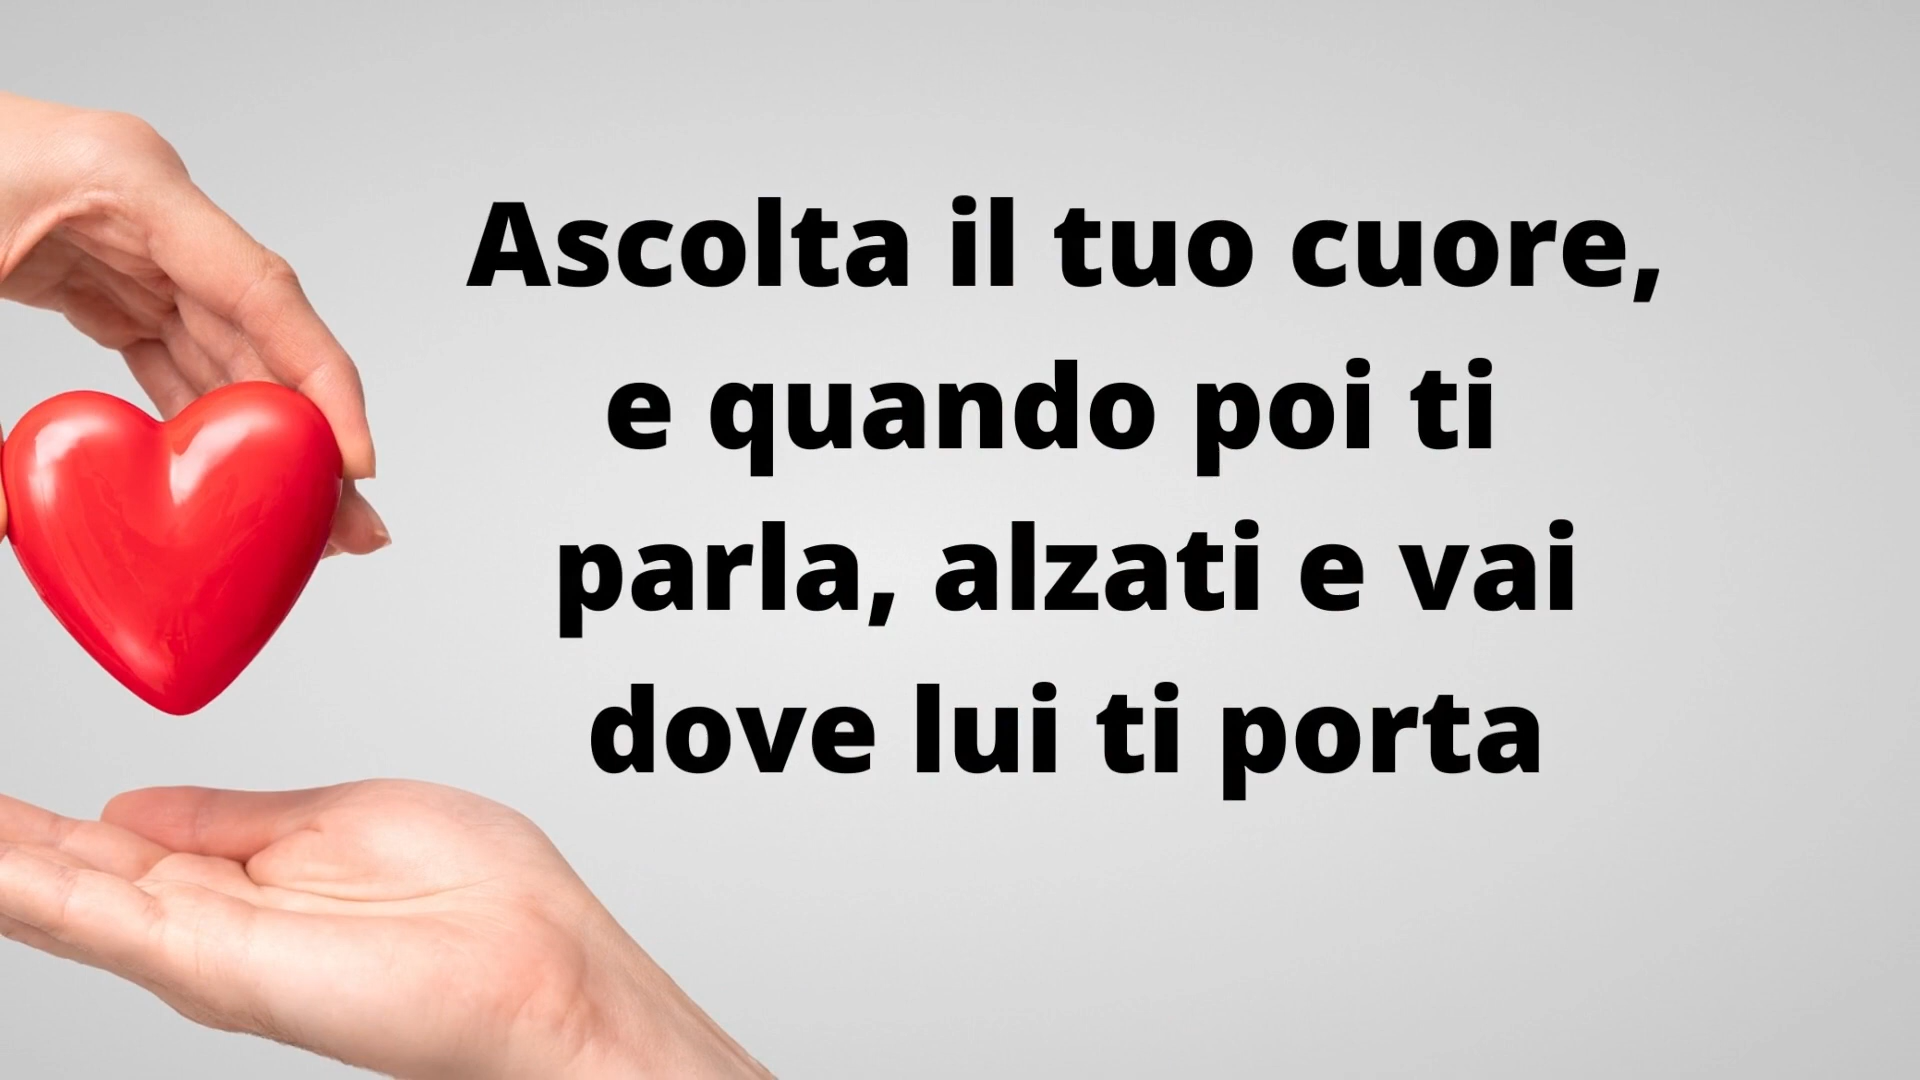 Ascolta il tuo cuore,
e quando poi ti
parla, alzati e vai
dove lui ti porta